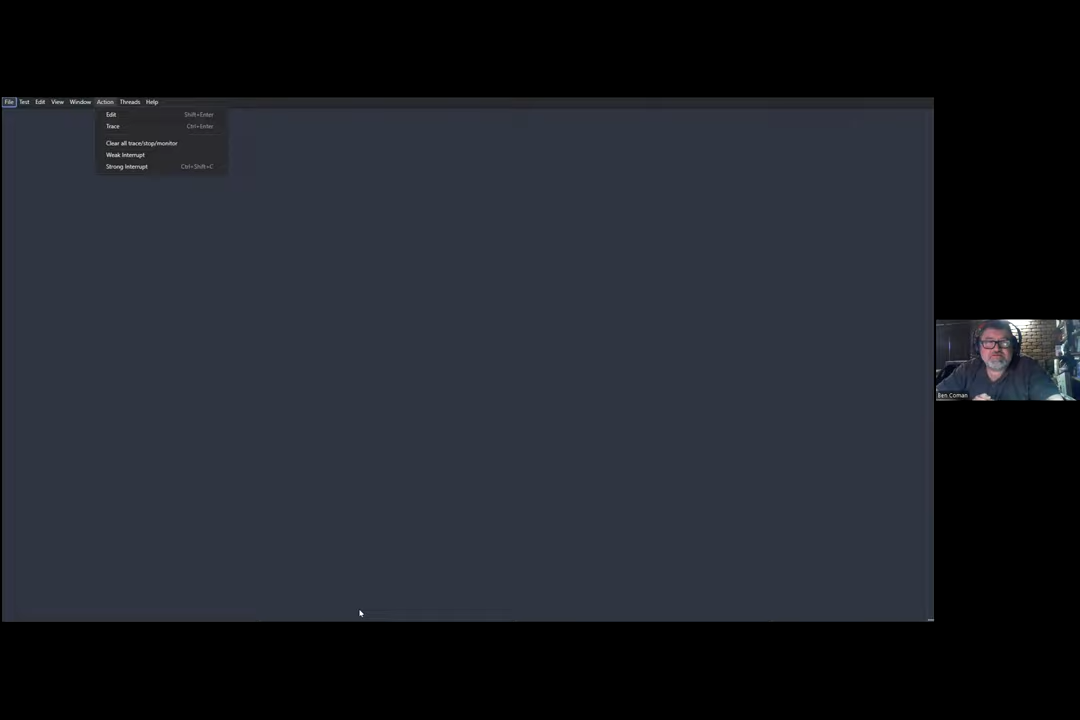 File Test Edit View Window Action Threads Help
Edit Shift+Enter
Trace Ctrl+Enter
Clear all trace/stop/monitor
Weak Interrupt
Strong Interrupt Ctrl+Shift+C
Ben Coman